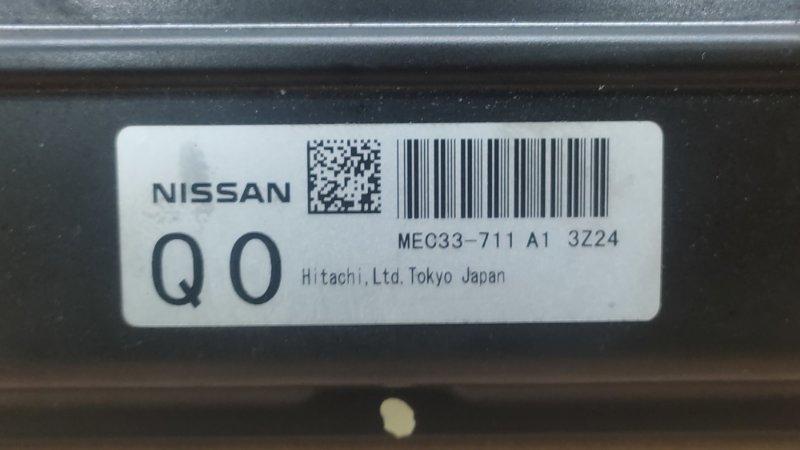 NISSAN
MEC33-711 A1 3Z24
Q0
Hitachi,Ltd.Tokyo Japan